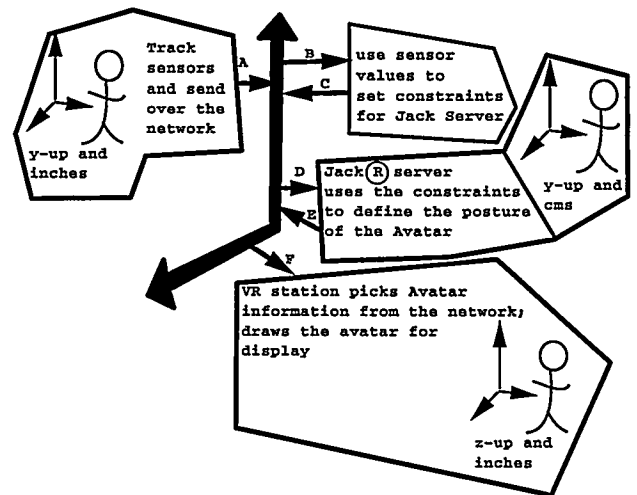 Track
sensors
and send
over the
network
y-up and
inches
A
B
C
use sensor
values to
set constraints
for Jack Server
D
E
Jack R server
uses the constraints
to define the posture
of the Avatar
y-up and
cms
F
VR station picks Avatar
information from the network;
draws the avatar for
display
z-up and
inches